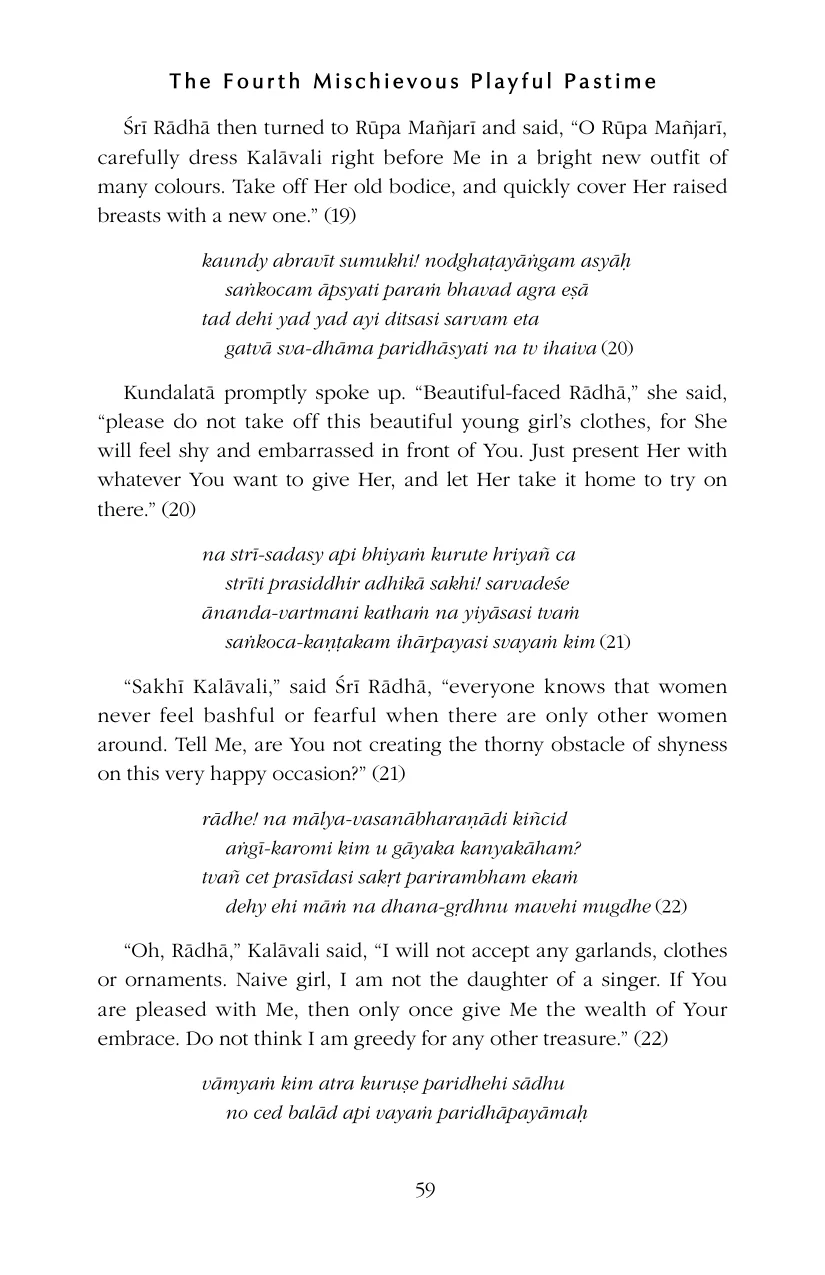 The Fourth Mischievous Playful Pastime
Śrī Rādhā then turned to Rūpa Mañjarī and said, “O Rūpa Mañjarī,
carefully dress Kalāvali right before Me in a bright new outfit of
many colours. Take off Her old bodice, and quickly cover Her raised
breasts with a new one.” (19)
kaundy abravīt sumukhi! nodghaṭayāṅgam asyāḥ
saṅkocam āpsyati paraṁ bhavad agra eṣā
tad dehi yad yad ayi ditsasi sarvam eta
gatvā sva-dhāma paridhāsyati na tv ihaiva (20)
Kundalatā promptly spoke up. “Beautiful-faced Rādhā,” she said,
“please do not take off this beautiful young girl’s clothes, for She
will feel shy and embarrassed in front of You. Just present Her with
whatever You want to give Her, and let Her take it home to try on
there.” (20)
na strī-sadasy api bhiyaṁ kurute hriyañ ca
strīti prasiddhir adhikā sakhi! sarvadeśe
ānanda-vartmani kathaṁ na yiyāsasi tvaṁ
saṅkoca-kaṇṭakam ihārpayasi svayaṁ kim (21)
“Sakhī Kalāvali,” said Śrī Rādhā, “everyone knows that women
never feel bashful or fearful when there are only other women
around. Tell Me, are You not creating the thorny obstacle of shyness
on this very happy occasion?” (21)
rādhe! na mālya-vasanābharaṇādi kiñcid
aṅgī-karomi kim u gāyaka kanyakāham?
tvañ cet prasīdasi sakṛt parirambham ekaṁ
dehy ehi māṁ na dhana-gṛdhnu mavehi mugdhe (22)
“Oh, Rādhā,” Kalāvali said, “I will not accept any garlands, clothes
or ornaments. Naive girl, I am not the daughter of a singer. If You
are pleased with Me, then only once give Me the wealth of Your
embrace. Do not think I am greedy for any other treasure.” (22)
vāmyaṁ kim atra kuruṣe paridhehi sādhu
no ced balād api vayaṁ paridhāpayāmaḥ
59